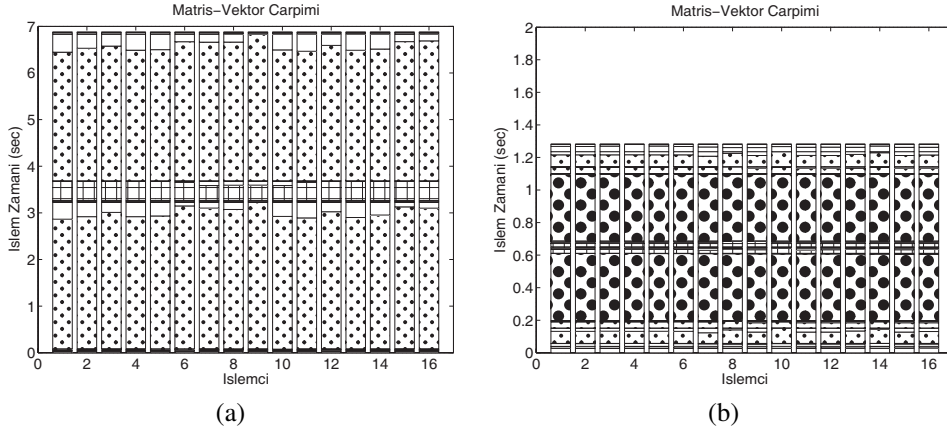 Matris−Vektor Carpimi
7
6
5
4
3
2
1
0
Islem Zamani (sec)
0 2 4 6 8 10 12 14 16
Islemci
(a)
Matris−Vektor Carpimi
2
1.8
1.6
1.4
1.2
1
0.8
0.6
0.4
0.2
0
Islem Zamani (sec)
0 2 4 6 8 10 12 14 16
Islemci
(b)